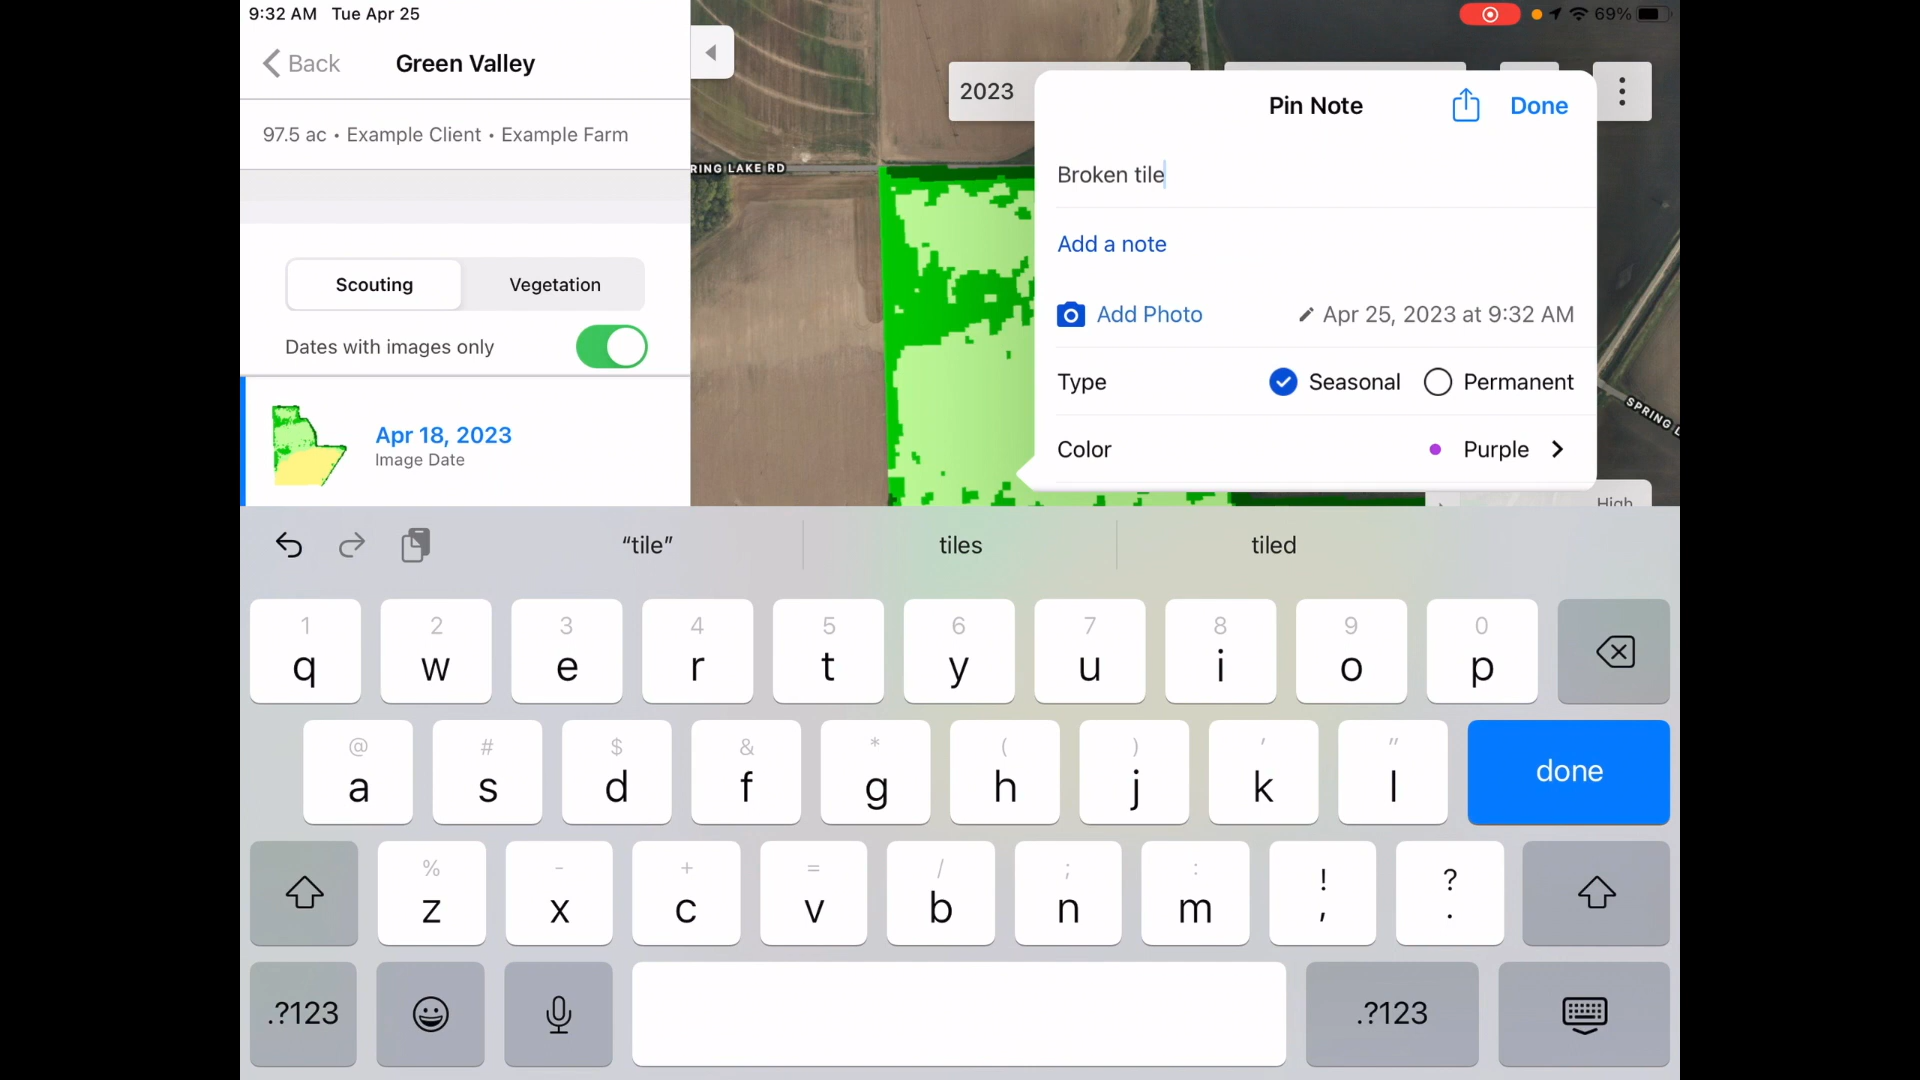 9:32 AM Tue Apr 25
69%
Back
Green Valley
97.5 ac • Example Client • Example Farm
Scouting
Vegetation
Dates with images only
Apr 18, 2023
Image Date
RING LAKE RD
2023
Pin Note
Done
Broken tile
Add a note
Add Photo
Apr 25, 2023 at 9:32 AM
Type
Seasonal
Permanent
Color
Purple
SPRING L
High
“tile”
tiles
tiled
1 2 3 4 5 6 7 8 9 0
q w e r t y u i o p
@ # $ & * ( ) ' "
a s d f g h j k l
done
% - + = / ; : ! ?
z x c v b n m , .
.?123
.?123